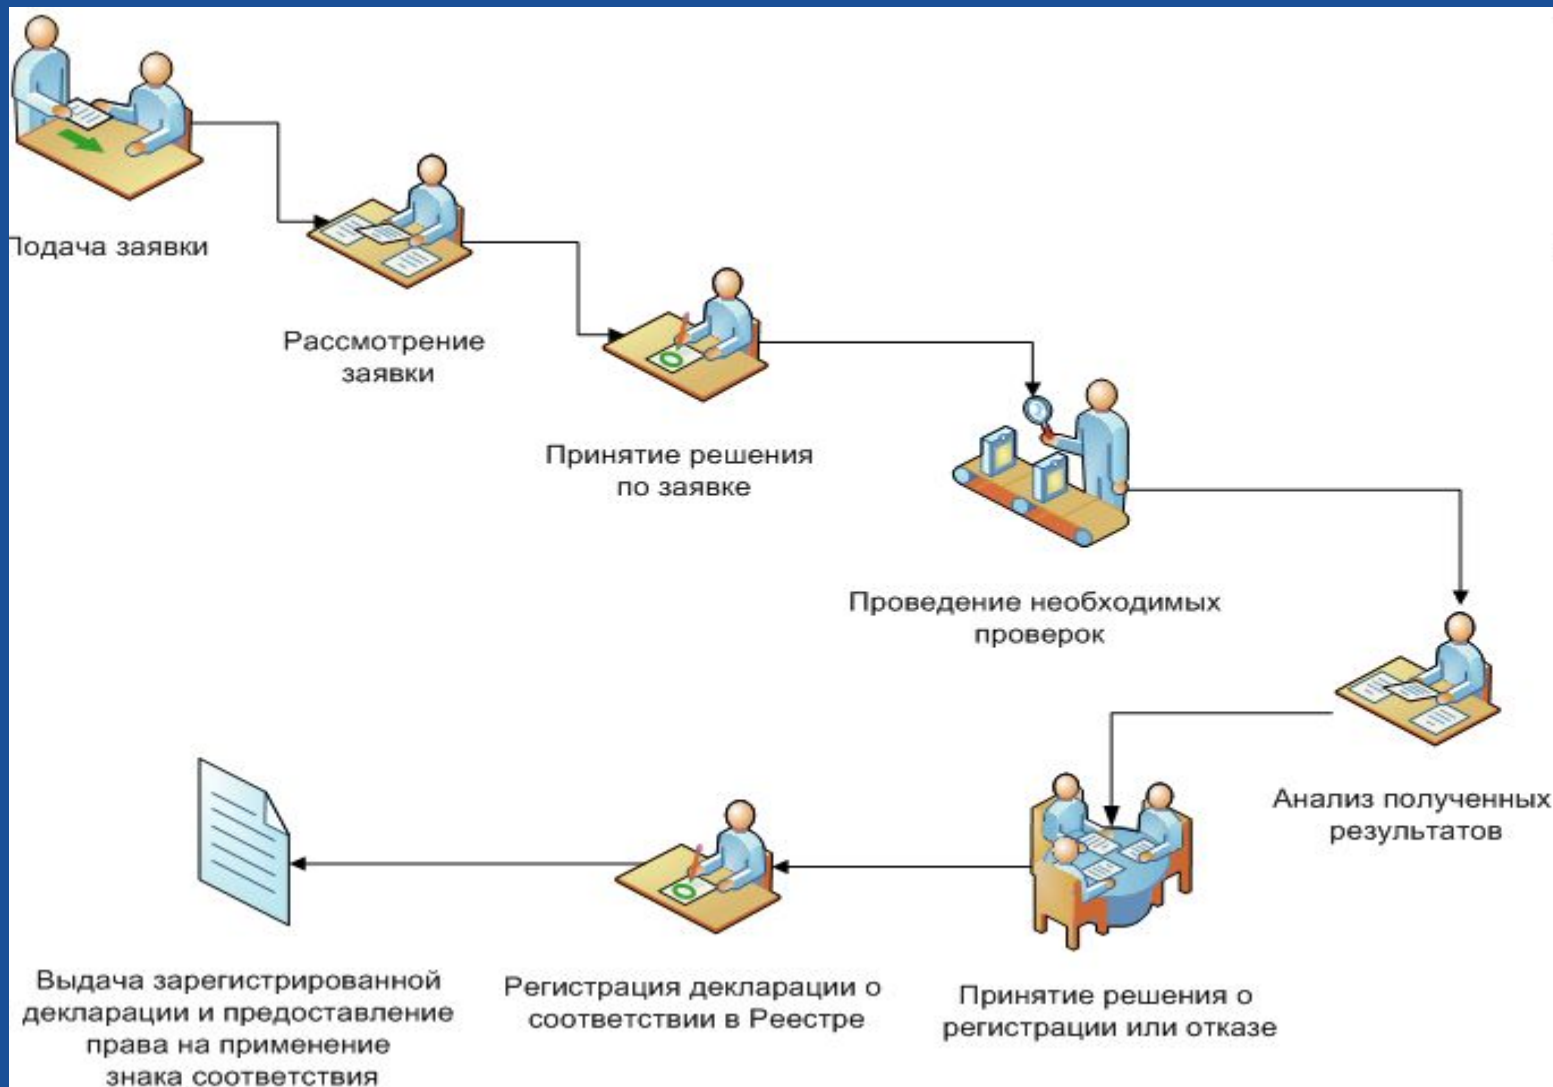 Подача заявки
Рассмотрение
заявки
Принятие решения
по заявке
Проведение необходимых
проверок
Анализ полученных
результатов
Принятие решения о
регистрации или отказе
Регистрация декларации о
соответствии в Реестре
Выдача зарегистрированной
декларации и предоставление
права на применение
знака соответствия